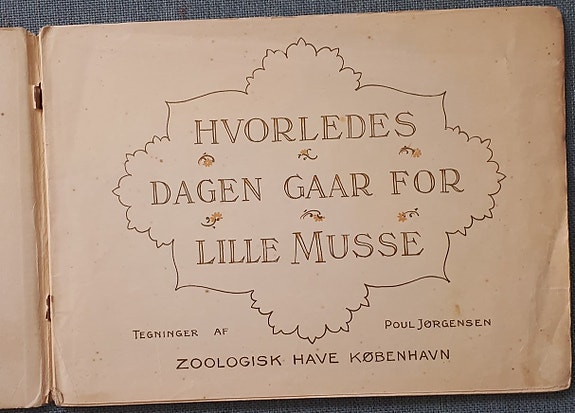 HVORLEDES
DAGEN GAAR FOR
LILLE MUSSE
TEGNINGER AF POUL JØRGENSEN
ZOOLOGISK HAVE KØBENHAVN